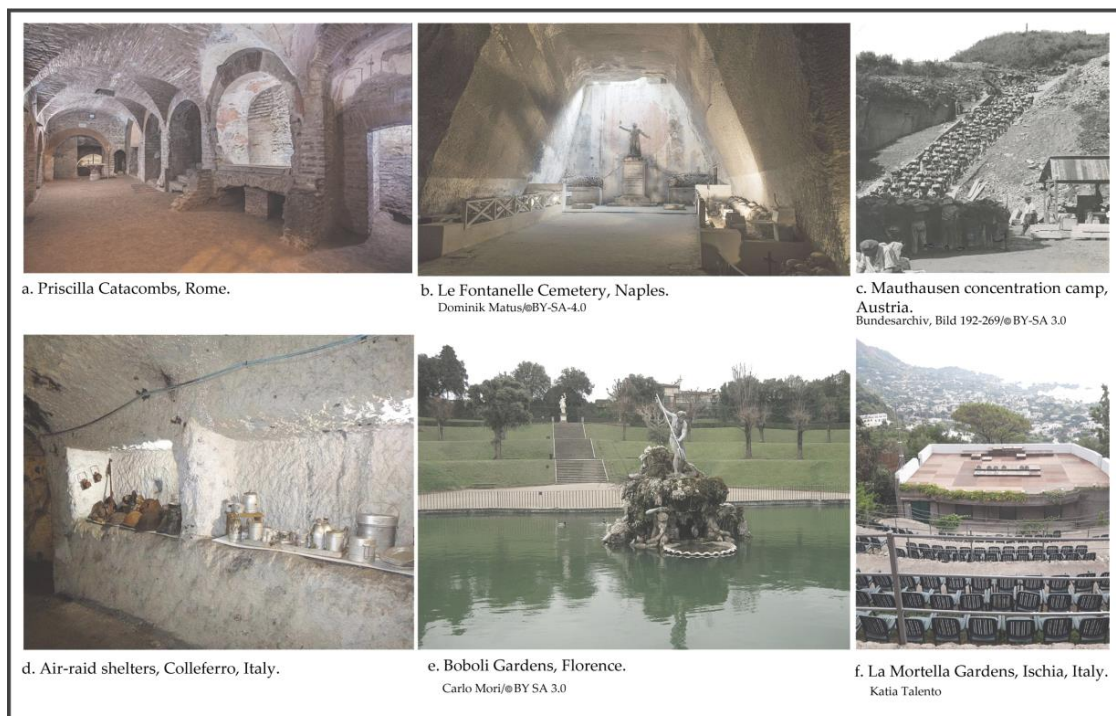 a. Priscilla Catacombs, Rome.
b. Le Fontanelle Cemetery, Naples.
Dominik Matus/@BY-SA-4.0
c. Mauthausen concentration camp,
Austria.
Bundesarchiv, Bild 192-269/@BY-SA 3.0
d. Air-raid shelters, Colleferro, Italy.
e. Boboli Gardens, Florence.
Carlo Mori/@BY SA 3.0
f. La Mortella Gardens, Ischia, Italy.
Katia Talento